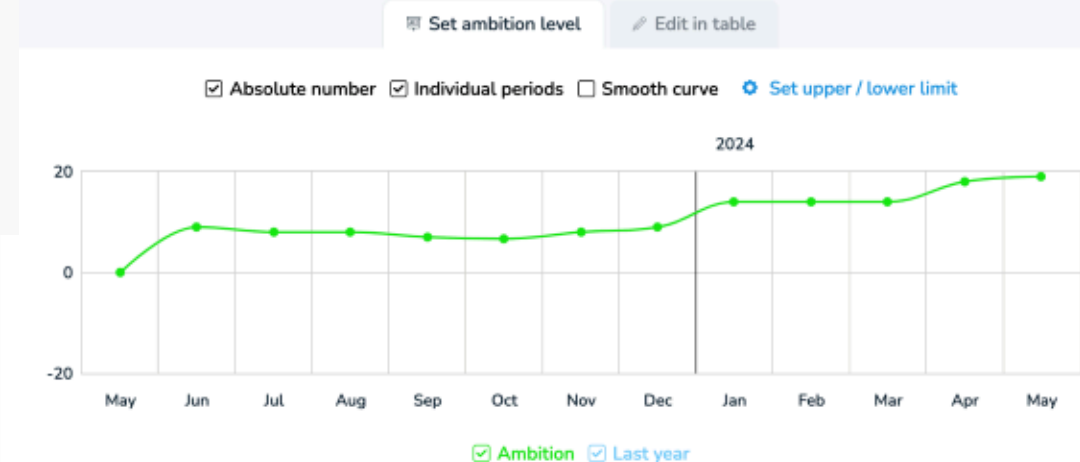 Set ambition level Edit in table
Absolute number Individual periods Smooth curve Set upper / lower limit
2024
20
0
-20
May Jun Jul Aug Sep Oct Nov Dec Jan Feb Mar Apr May
Ambition Last year